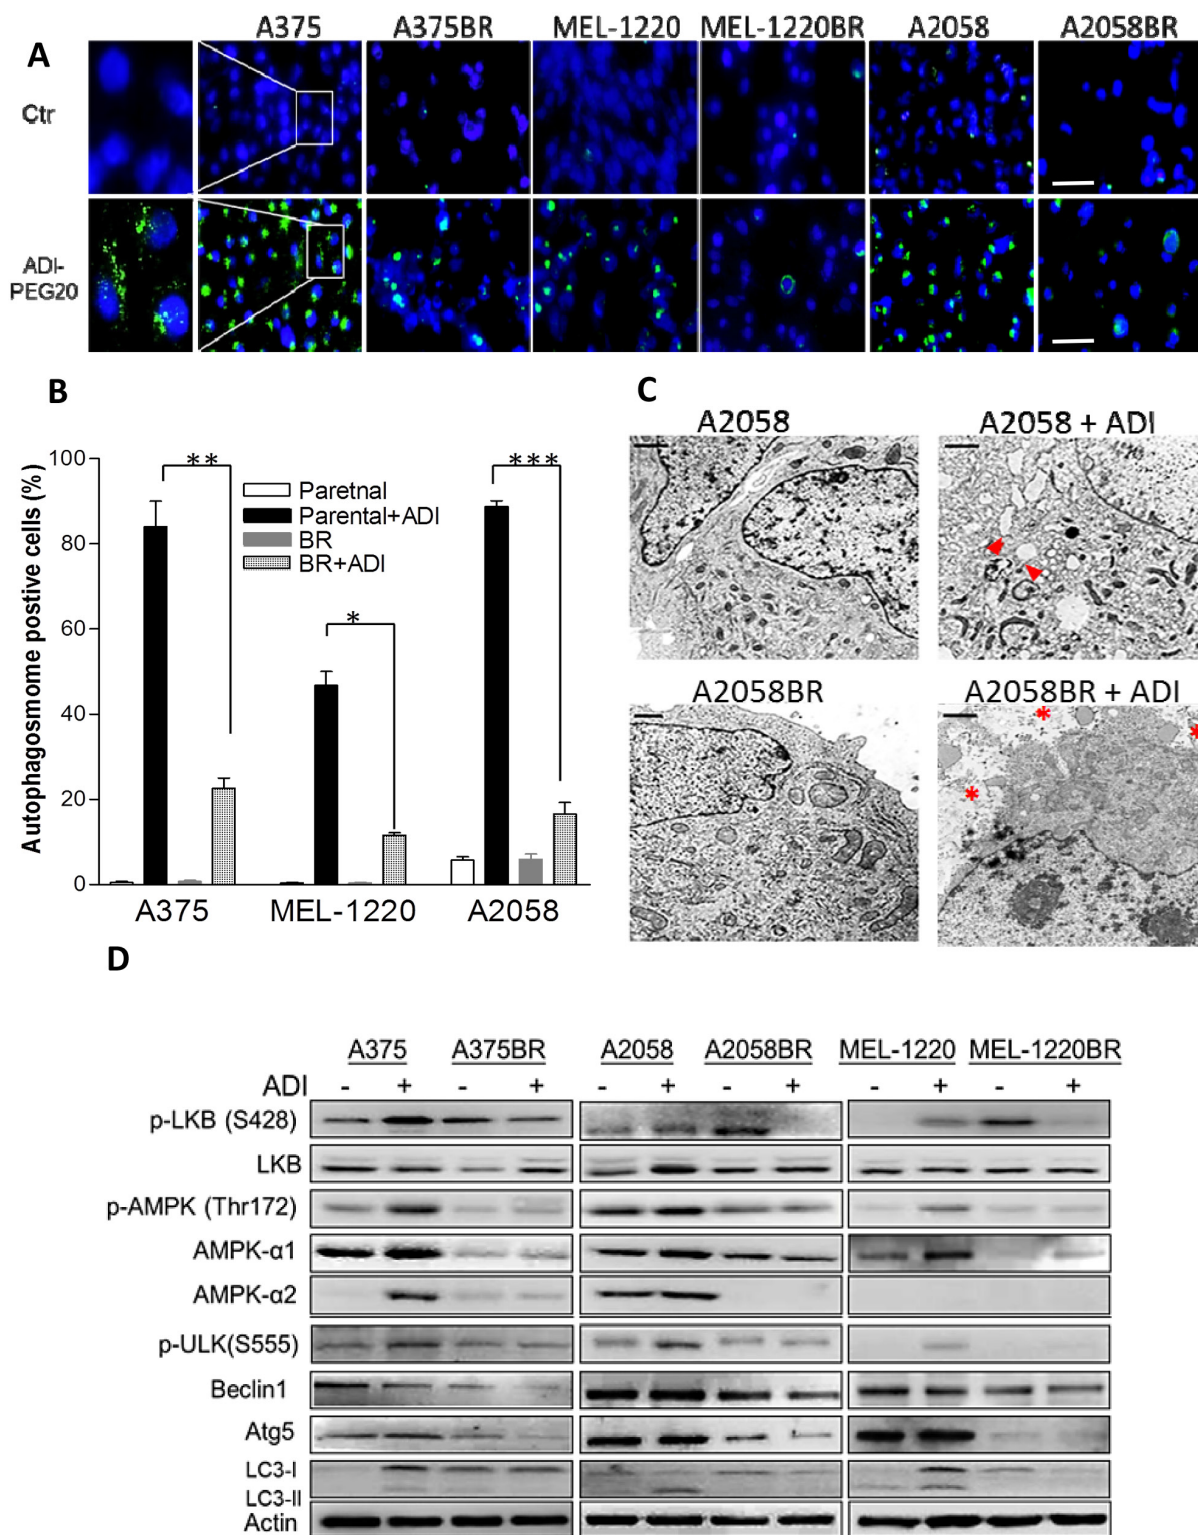 A375 A375BR MEL-1220 MEL-1220BR A2058 A2058BR
A
Ctr
ADI-
PEG20
B
Autophagosmome postive cells (%)
100
80
60
40
20
0
** * ***
Paretnal
Parental+ADI
BR
BR+ADI
A375 MEL-1220 A2058
C
A2058 A2058 + ADI
A2058BR A2058BR + ADI
* * *
D
A375 A375BR A2058 A2058BR MEL-1220 MEL-1220BR
ADI - + - + - + - + - + - +
p-LKB (S428)
LKB
p-AMPK (Thr172)
AMPK-α1
AMPK-α2
p-ULK(S555)
Beclin1
Atg5
LC3-I
LC3-II
Actin